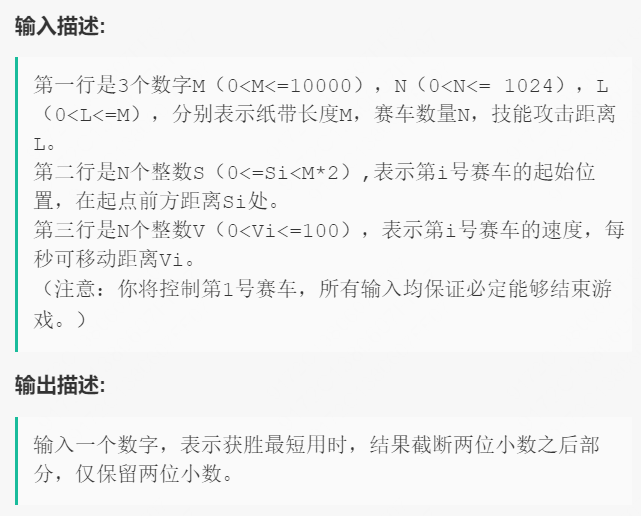 输入描述:
第一行是3个数字M（0<M<=10000），N（0<N<= 1024），L
（0<L<=M），分别表示纸带长度M，赛车数量N，技能攻击距离
L。
第二行是N个整数S（0<=Si<M*2）,表示第i号赛车的起始位
置，在起点前方距离Si处。
第三行是N个整数V（0<Vi<=100），表示第i号赛车的速度，每
秒可移动距离Vi。
（注意：你将控制第1号赛车，所有输入均保证必定能够结束游
戏。）
输出描述:
输入一个数字，表示获胜最短用时，结果截断两位小数之后部
分，仅保留两位小数。